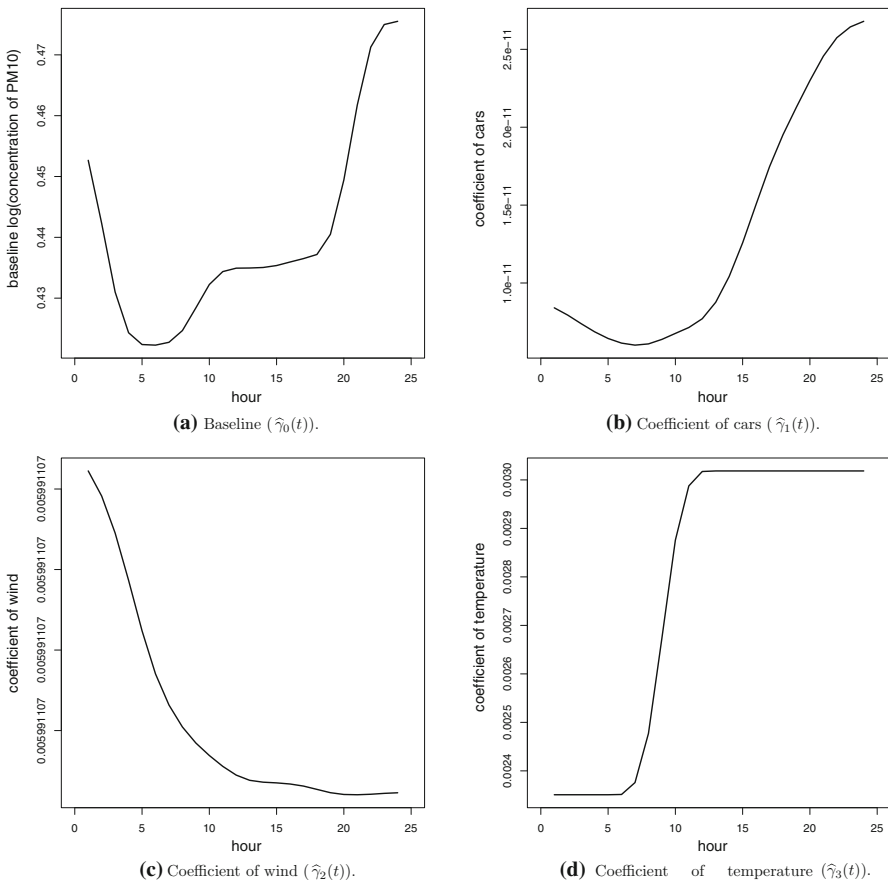 baseline log(concentration of PM10)
0.47
0.46
0.45
0.44
0.43
0 5 10 15 20 25
hour
(a) Baseline (γ̂0(t)).
coefficient of cars
2.5e−11
2.0e−11
1.5e−11
1.0e−11
0 5 10 15 20 25
hour
(b) Coefficient of cars (γ̂1(t)).
coefficient of wind
0.005991107
0.005991107
0.005991107
0.005991107
0 5 10 15 20 25
hour
(c) Coefficient of wind (γ̂2(t)).
coefficient of temperature
0.0030
0.0029
0.0028
0.0027
0.0026
0.0025
0.0024
0 5 10 15 20 25
hour
(d) Coefficient of temperature (γ̂3(t)).